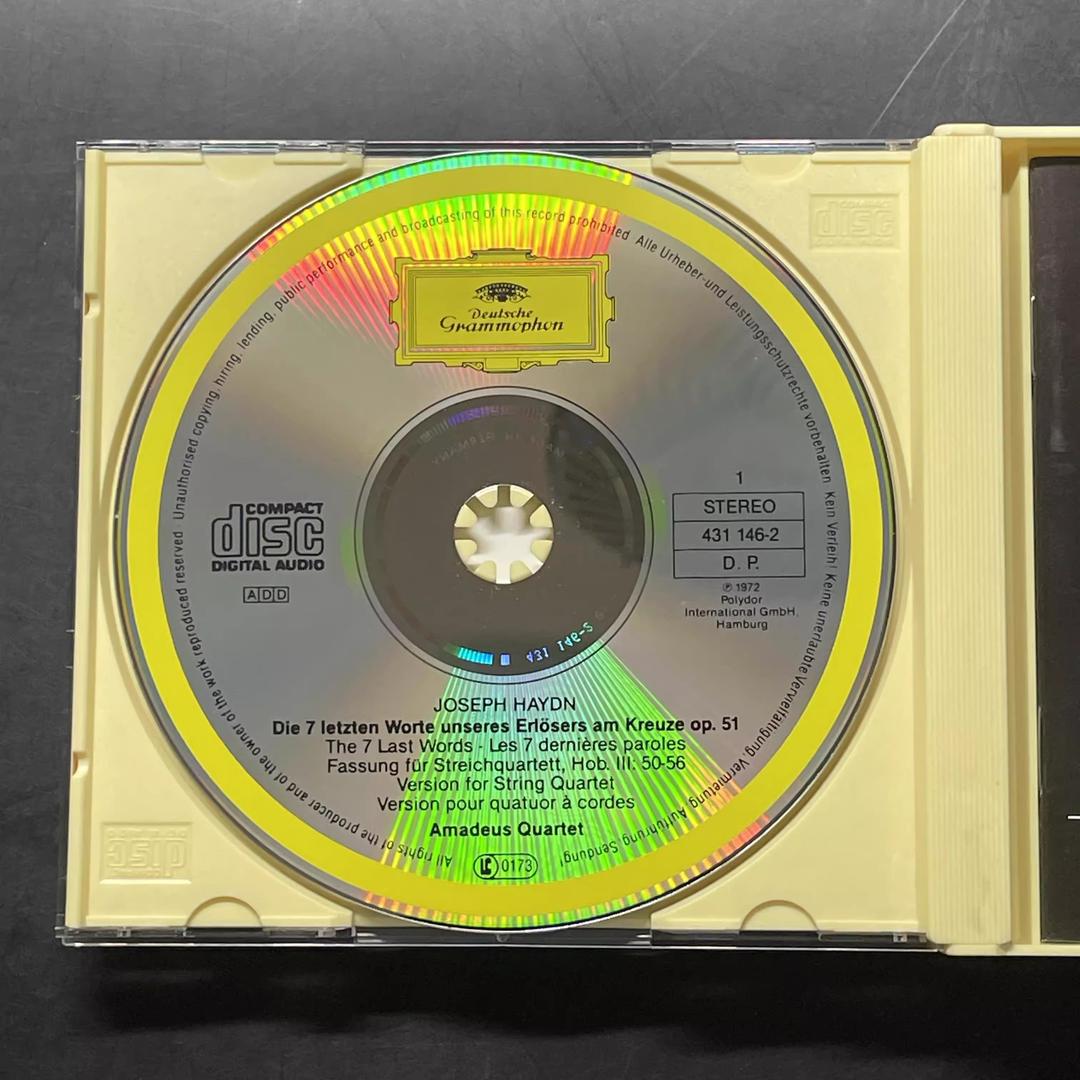 All rights of the producer and of the owner of the work reproduced reserved Unauthorised copying, hiring, lending, public performance and broadcasting of this record prohibited Alle Urheber-und Leistungsschutzrechte vorbehalten Kein Verleih! Keine unerlaubte Vervielfältigung, Vermietung, Aufführung, Sendung!
Deutsche
Grammophon
COMPACT
disc
DIGITAL AUDIO
ADD
1
STEREO
431 146-2
D. P.
℗ 1972
Polydor
International GmbH,
Hamburg
431 146-2
JOSEPH HAYDN
Die 7 letzten Worte unseres Erlösers am Kreuze op. 51
The 7 Last Words · Les 7 dernières paroles
Fassung für Streichquartett, Hob. III: 50-56
Version for String Quartet
Version pour quatuor à cordes
Amadeus Quartet
LC 0173
disc
disc